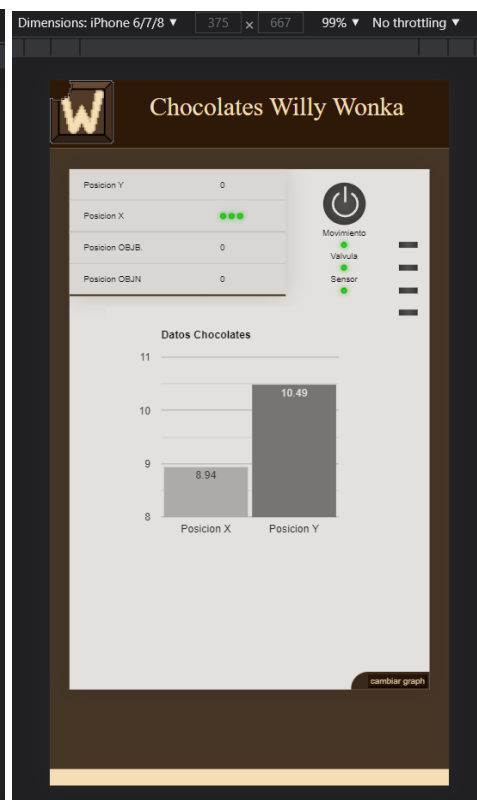 Dimensions: iPhone 6/7/8 ▼ 375 x 667 99% ▼ No throttling ▼
W Chocolates Willy Wonka
Posicion Y 0
Posicion X
Posicion OBJB. 0
Posicion OBJN 0
Movimiento
Valvula
Sensor
Datos Chocolates
11
10
9
8
10.49
8.94
Posicion X Posicion Y
cambiar graph